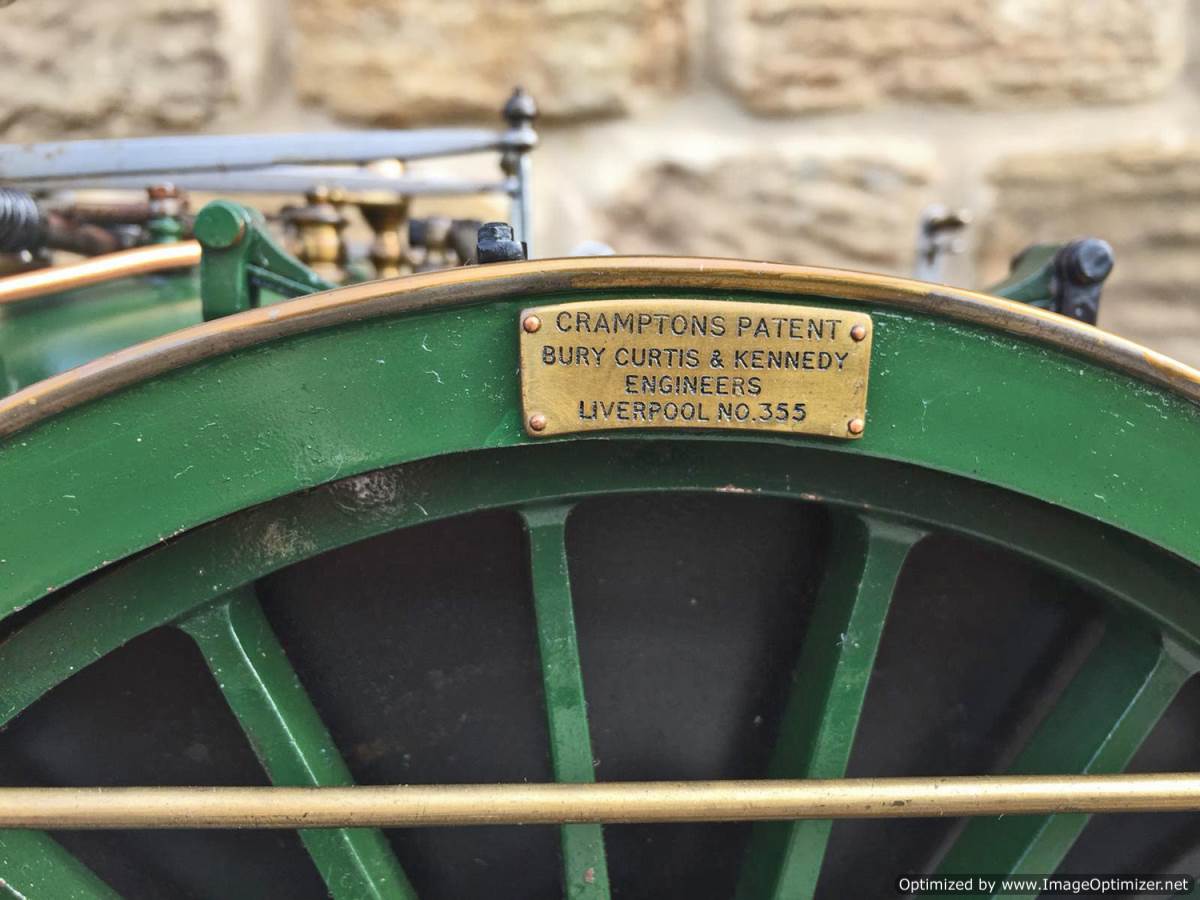 CRAMPTONS PATENT
BURY CURTIS & KENNEDY
ENGINEERS
LIVERPOOL NO.355
Optimized by www.ImageOptimizer.net